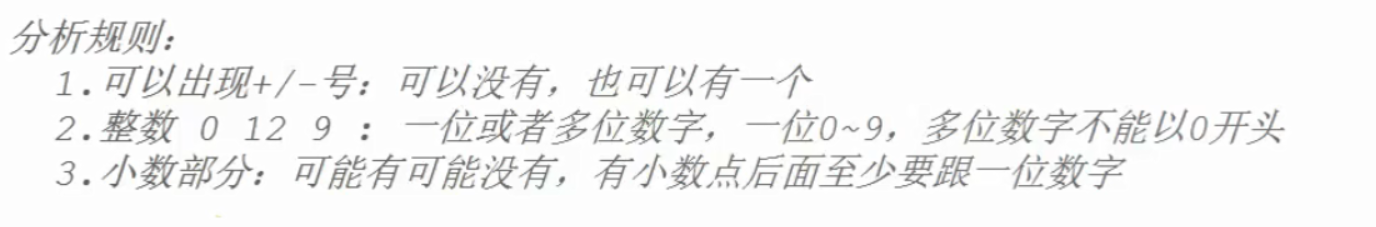 分析规则：
1.可以出现+/-号：可以没有，也可以有一个
2.整数 0 12 9 ：一位或者多位数字，一位0~9，多位数字不能以0开头
3.小数部分：可能有可能没有，有小数点后面至少要跟一位数字